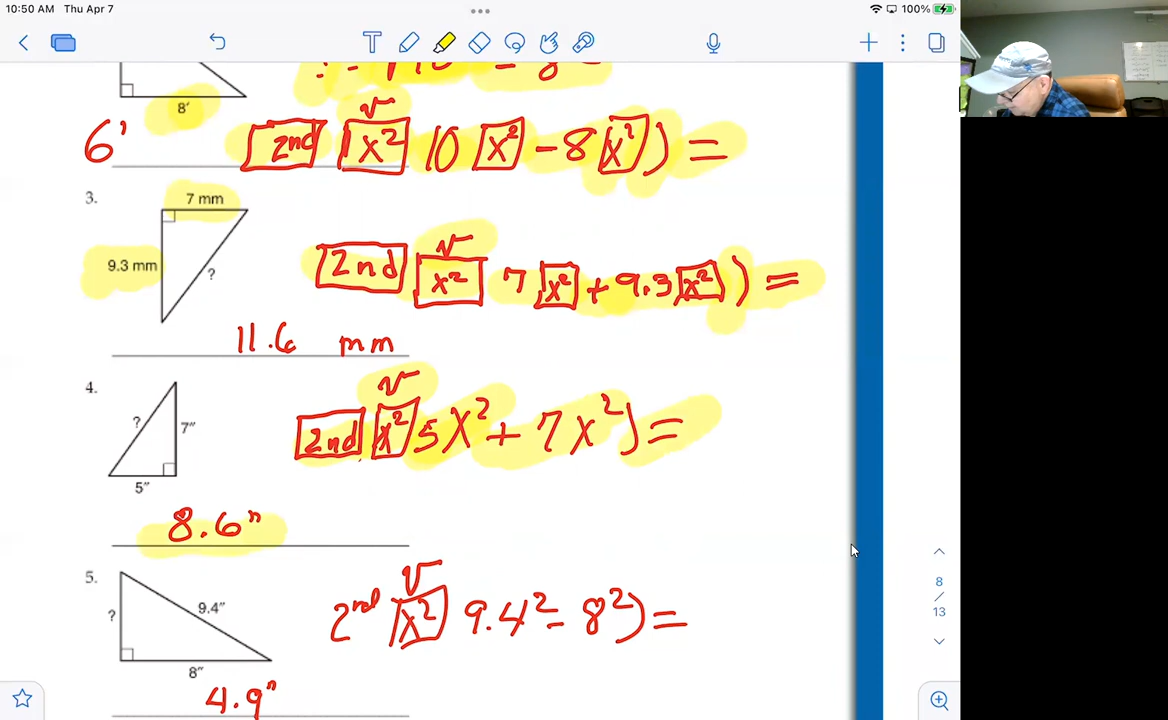 10:50 AM Thu Apr 7
100%
T
8'
6' 2nd √ x² 10 x² - 8 x² ) =
3.
7 mm
9.3 mm
?
2nd √ x² 7 x² + 9.3 x² ) =
11.6 mm
4.
?
7"
5"
2nd √ x² 5x² + 7x² ) =
8.6"
5.
?
9.4"
8"
2nd √ x² 9.4² - 8² ) =
4.9"
8
/
13